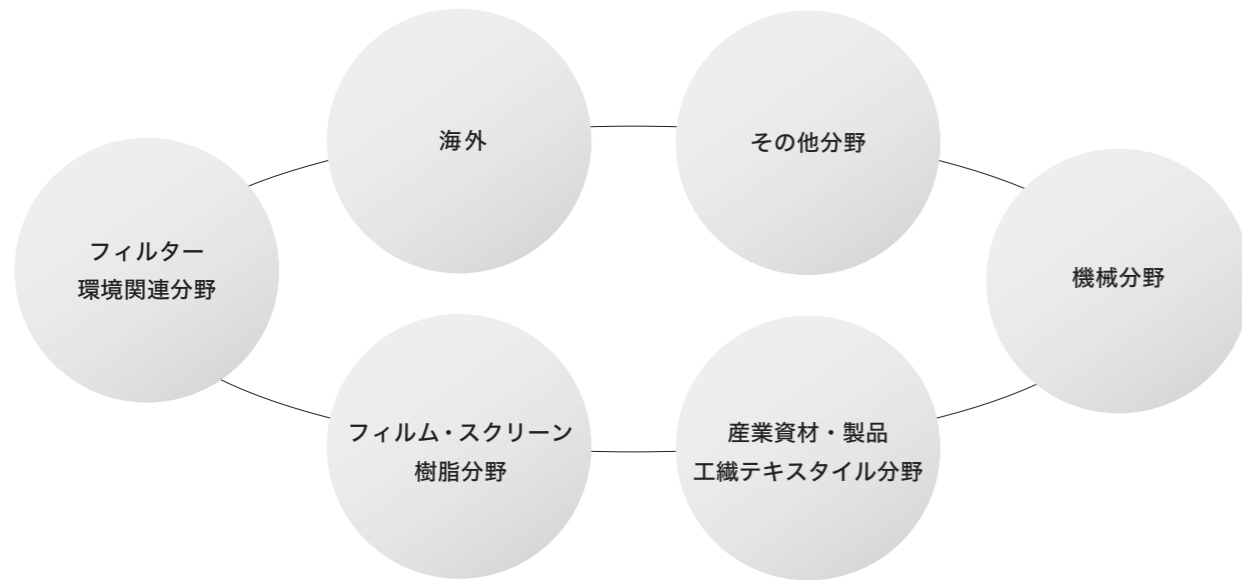 海外
その他分野
フィルター
環境関連分野
機械分野
フィルム・スクリーン
樹脂分野
産業資材・製品
工繊テキスタイル分野